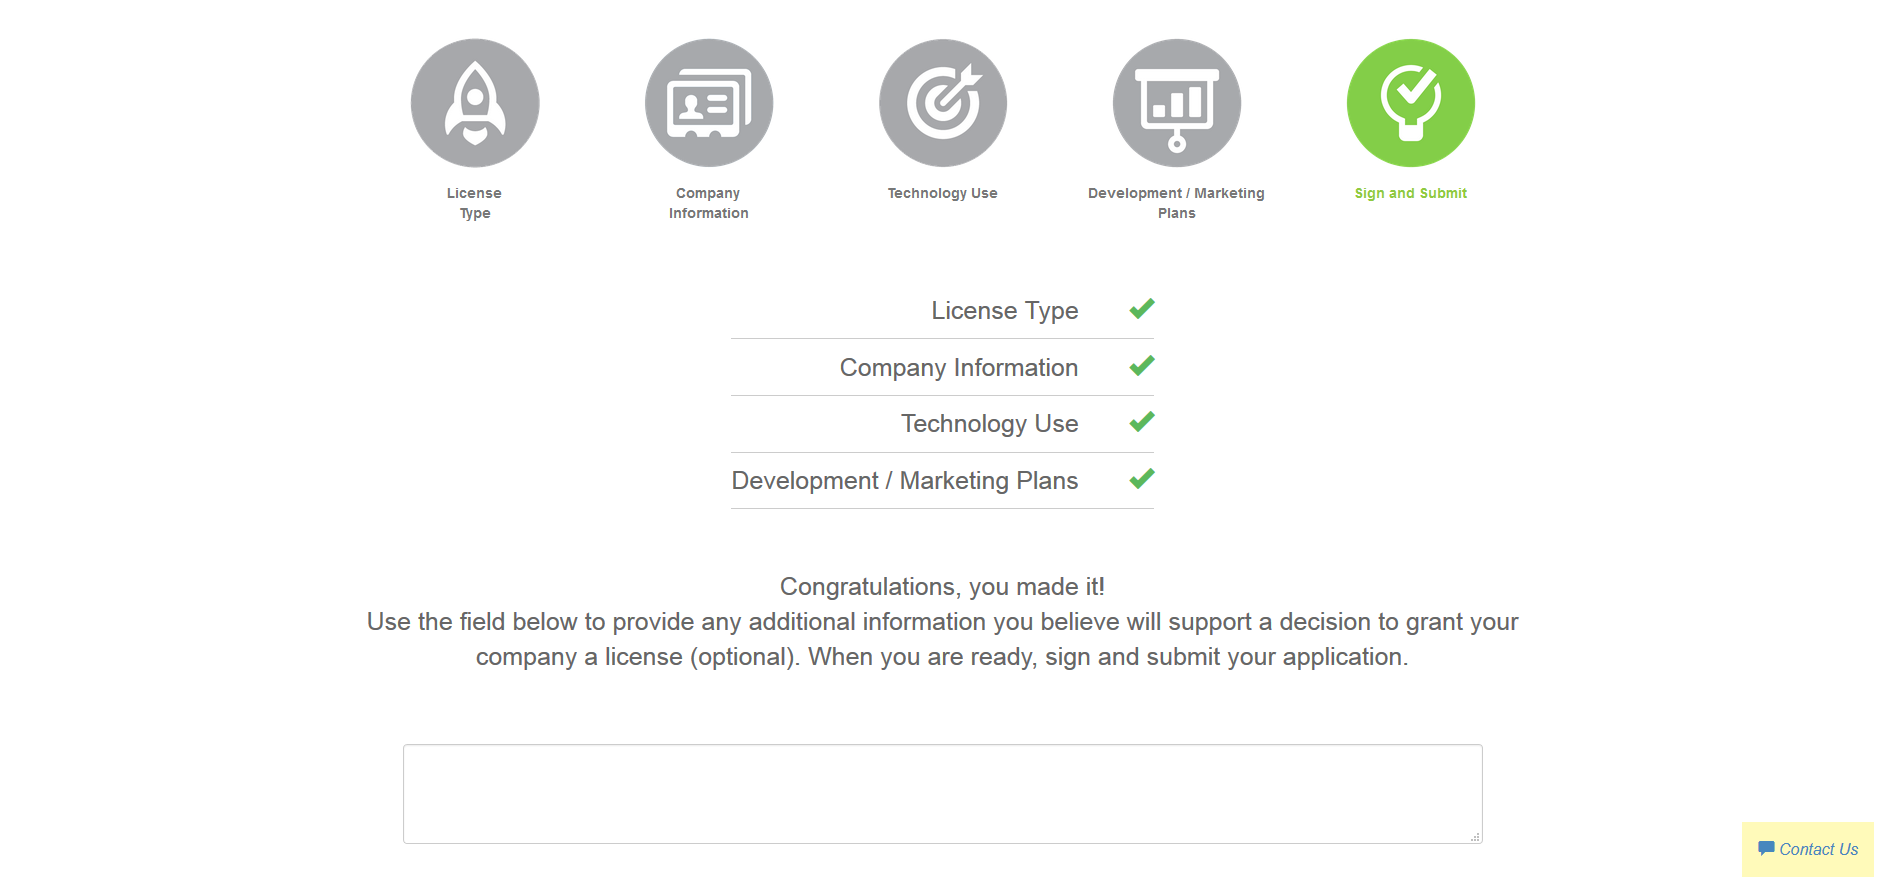 License
Type
Company
Information
Technology Use
Development / Marketing
Plans
Sign and Submit
License Type
Company Information
Technology Use
Development / Marketing Plans
Congratulations, you made it!
Use the field below to provide any additional information you believe will support a decision to grant your
company a license (optional). When you are ready, sign and submit your application.
Contact Us